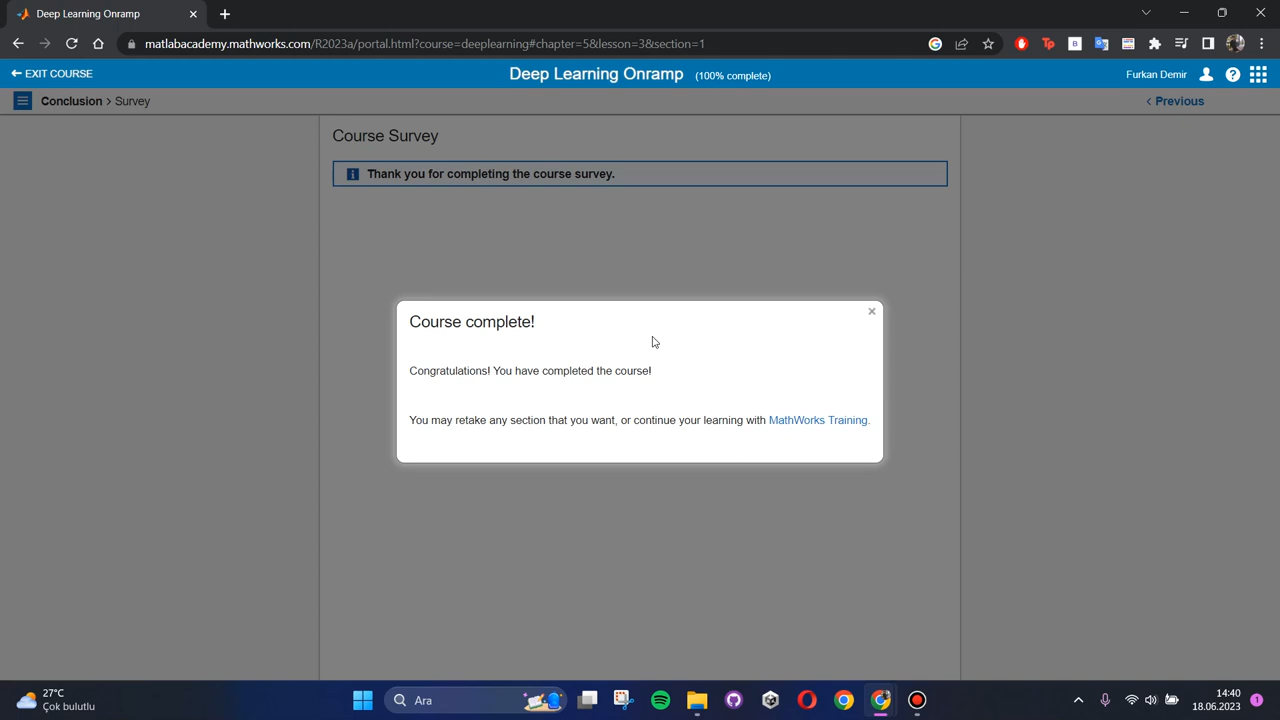 Deep Learning Onramp
matlabacademy.mathworks.com/R2023a/portal.html?course=deeplearning#chapter=5&lesson=3&section=1
EXIT COURSE
Deep Learning Onramp (100% complete)
Furkan Demir
Conclusion > Survey
Previous
Course Survey
Thank you for completing the course survey.
Course complete!
Congratulations! You have completed the course!
You may retake any section that you want, or continue your learning with MathWorks Training.
27°C
Çok bulutlu
Ara
14:40
18.06.2023
1